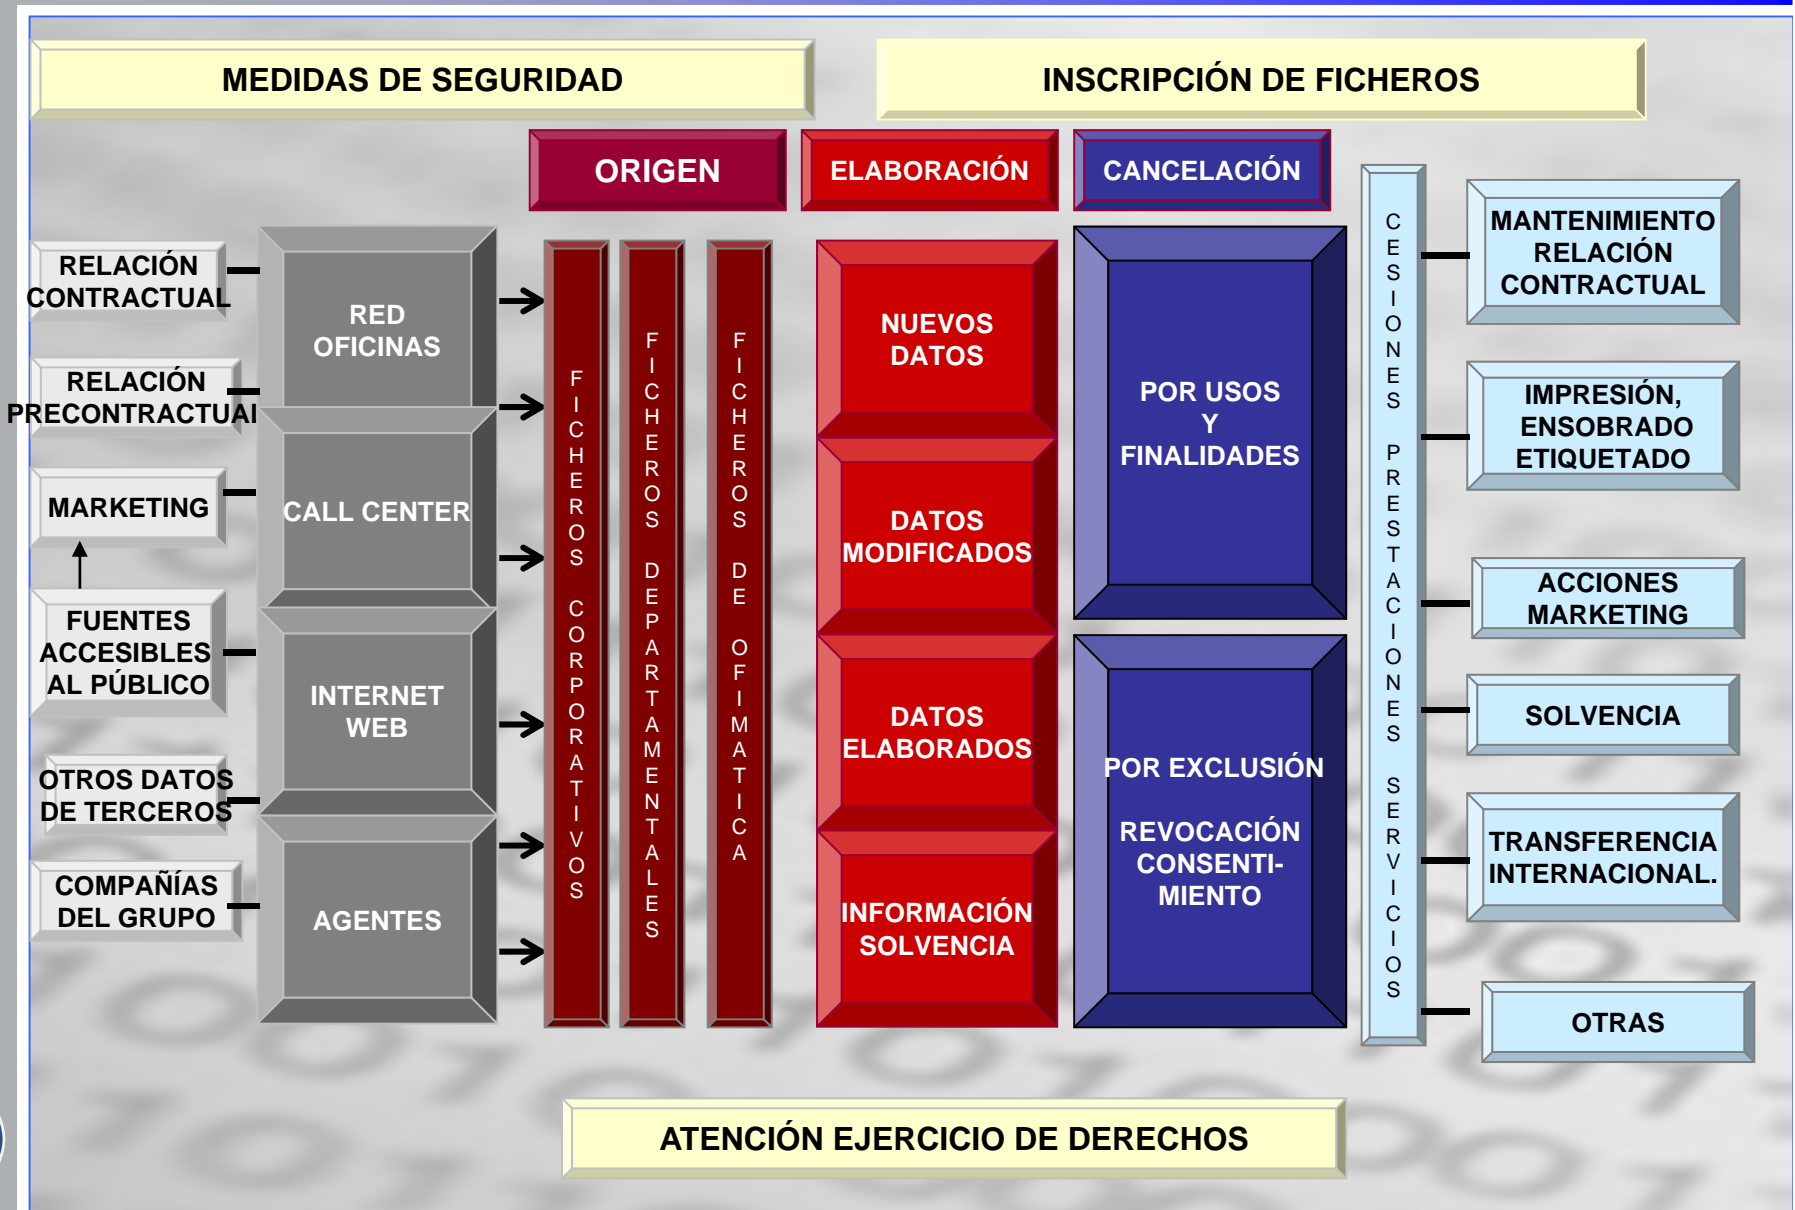 MEDIDAS DE SEGURIDAD
INSCRIPCIÓN DE FICHEROS
ORIGEN
ELABORACIÓN
CANCELACIÓN
RELACIÓN
CONTRACTUAL
RELACIÓN
PRECONTRACTUAL
MARKETING
FUENTES
ACCESIBLES
AL PÚBLICO
OTROS DATOS
DE TERCEROS
COMPAÑÍAS
DEL GRUPO
RED
OFICINAS
CALL CENTER
INTERNET
WEB
AGENTES
FICHEROS CORPORATIVOS
FICHEROS DEPARTAMENTALES
FICHEROS DE OFIMATICA
NUEVOS
DATOS
DATOS
MODIFICADOS
DATOS
ELABORADOS
INFORMACIÓN
SOLVENCIA
POR USOS
Y
FINALIDADES
POR EXCLUSIÓN
REVOCACIÓN
CONSENTI-
MIENTO
CESIONES PRESTACIONES SERVICIOS
MANTENIMIENTO
RELACIÓN
CONTRACTUAL
IMPRESIÓN,
ENSOBRADO
ETIQUETADO
ACCIONES
MARKETING
SOLVENCIA
TRANSFERENCIA
INTERNACIONAL.
OTRAS
ATENCIÓN EJERCICIO DE DERECHOS